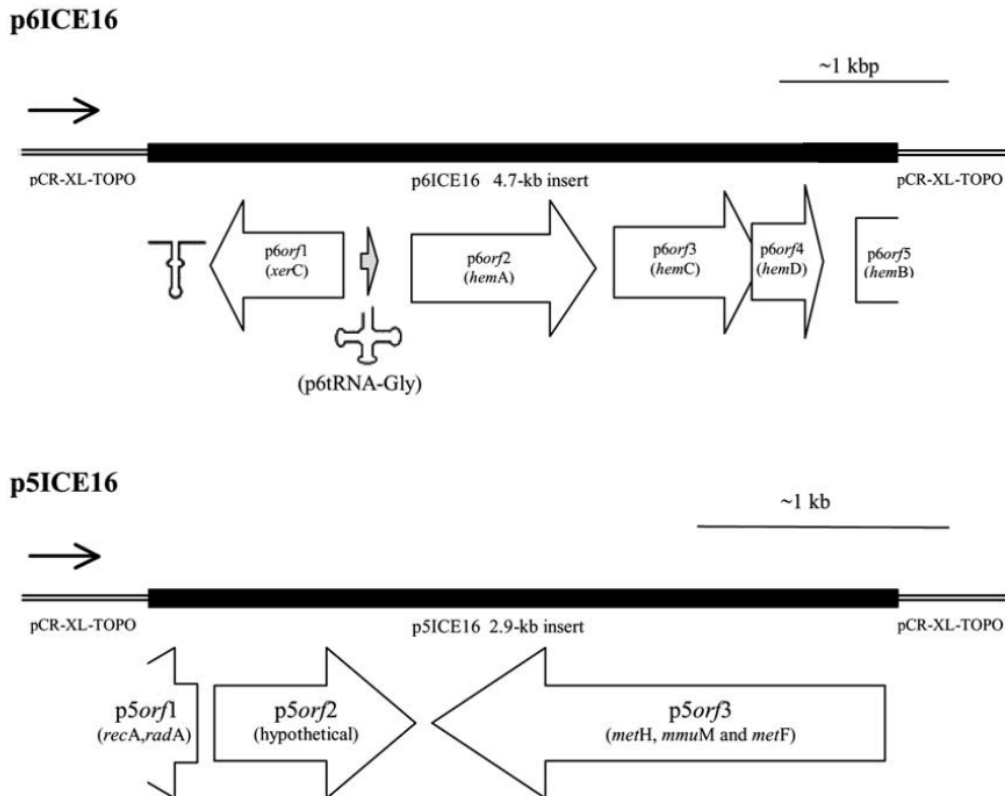 p6ICE16
~1 kbp
pCR-XL-TOPO
p6ICE16 4.7-kb insert
pCR-XL-TOPO
p6orf1
(xerC)
p6orf2
(hemA)
p6orf3
(hemC)
p6orf4
(hemD)
p6orf5
(hemB)
(p6tRNA-Gly)
p5ICE16
~1 kb
pCR-XL-TOPO
p5ICE16 2.9-kb insert
pCR-XL-TOPO
p5orf1
(recA,radA)
p5orf2
(hypothetical)
p5orf3
(metH, mmuM and metF)